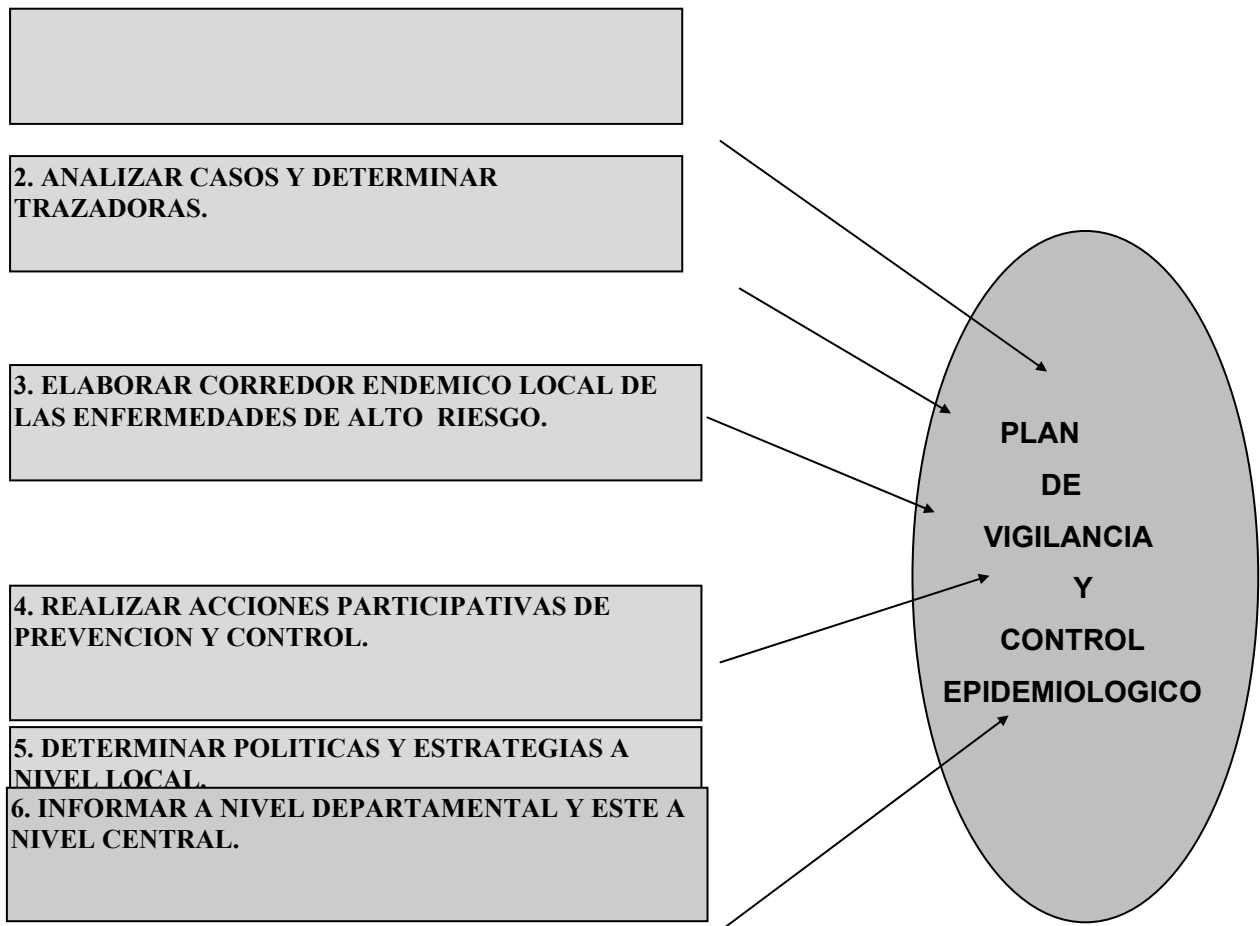 2. ANALIZAR CASOS Y DETERMINAR
TRAZADORAS.
3. ELABORAR CORREDOR ENDEMICO LOCAL DE
LAS ENFERMEDADES DE ALTO  RIESGO.
4. REALIZAR ACCIONES PARTICIPATIVAS DE
PREVENCION Y CONTROL.
5. DETERMINAR POLITICAS Y ESTRATEGIAS A
NIVEL LOCAL.
6. INFORMAR A NIVEL DEPARTAMENTAL Y ESTE A
NIVEL CENTRAL.
PLAN
DE
VIGILANCIA
Y
CONTROL
EPIDEMIOLOGICO